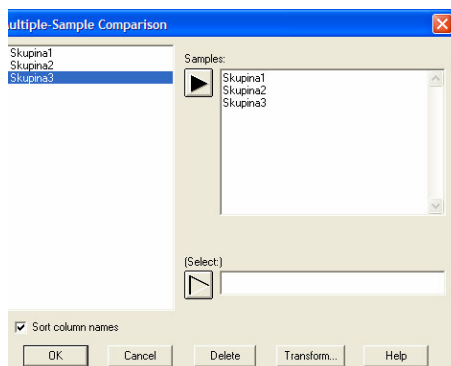 ultiple-Sample Comparison
Skupina1
Skupina2
Skupina3
Samples:
Skupina1
Skupina2
Skupina3
(Select:)
Sort column names
OK
Cancel
Delete
Transform...
Help